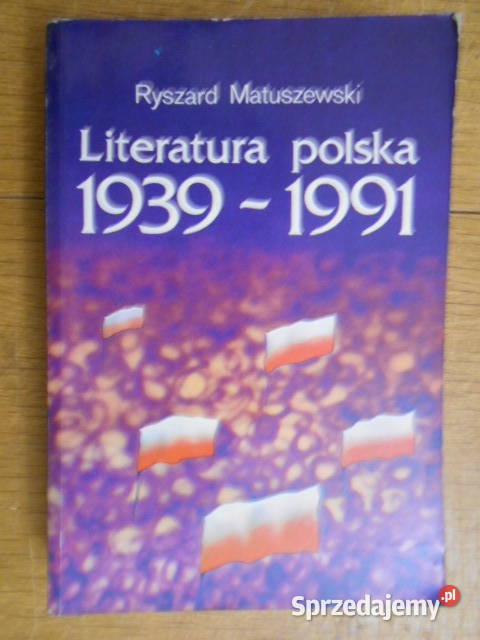 Ryszard Matuszewski
Literatura polska
1939 ~ 1991
Sprzedajemy.pl